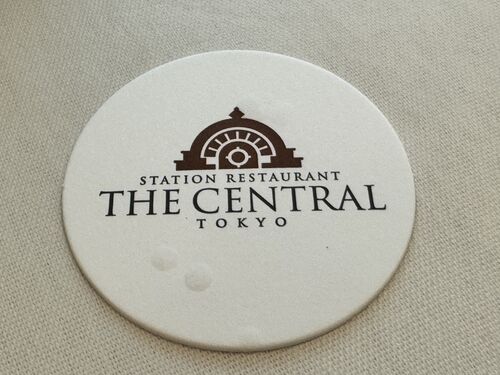 STATION RESTAURANT
THE CENTRAL
TOKYO